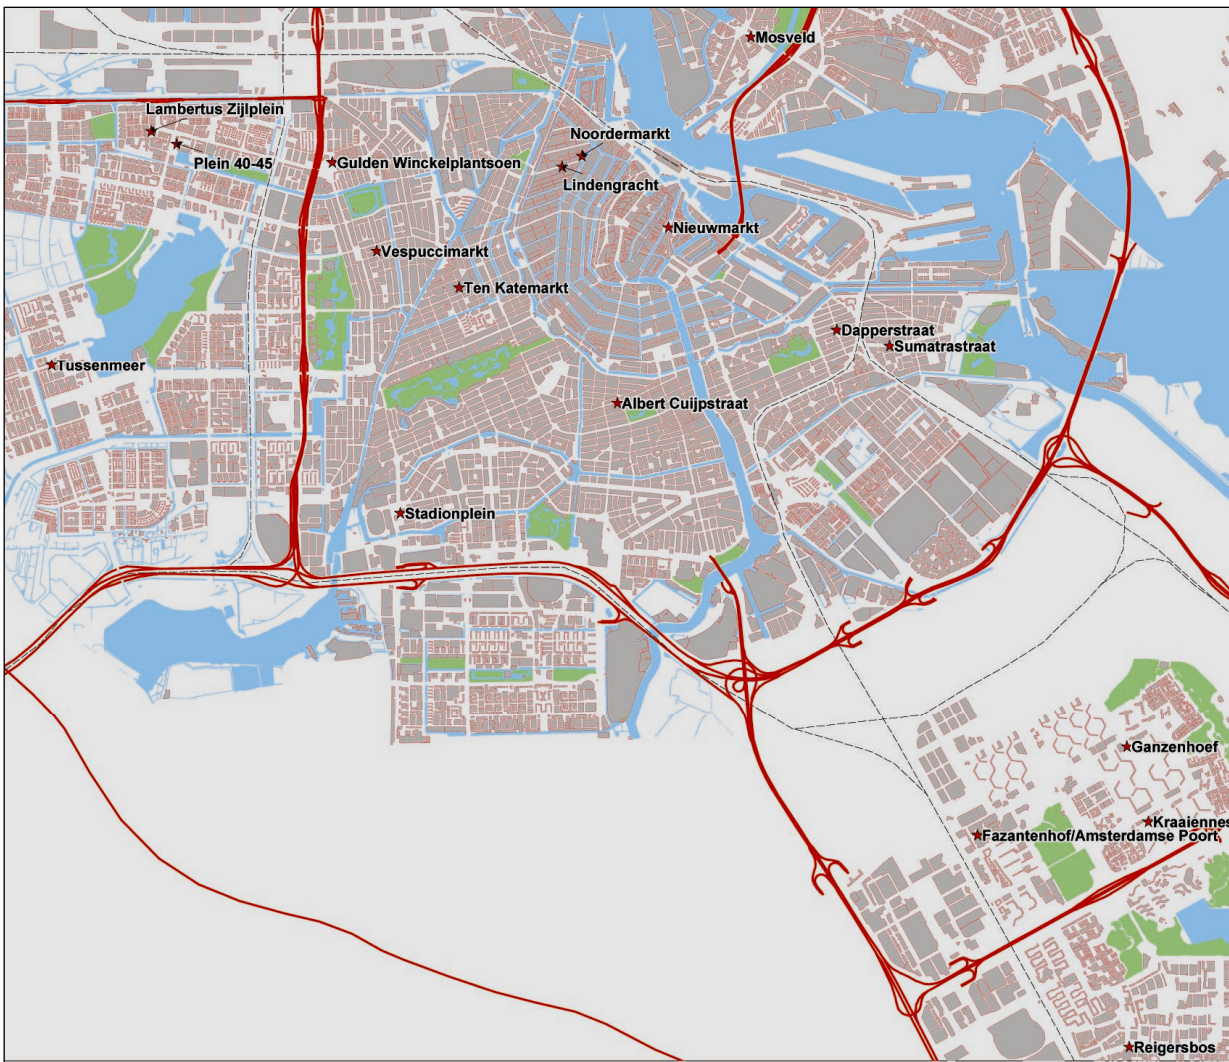 Mosveld
Lambertus Zijlplein
Noordermarkt
Plein 40-45
Gulden Winckelplantsoen
Lindengracht
Nieuwmarkt
Vespuccimarkt
Ten Katemarkt
Dapperstraat
Sumatrastraat
Tussenmeer
Albert Cuijpstraat
Stadionplein
Ganzenhoef
Kraaiennes
Fazantenhof/Amsterdamse Poort
Reigersbos